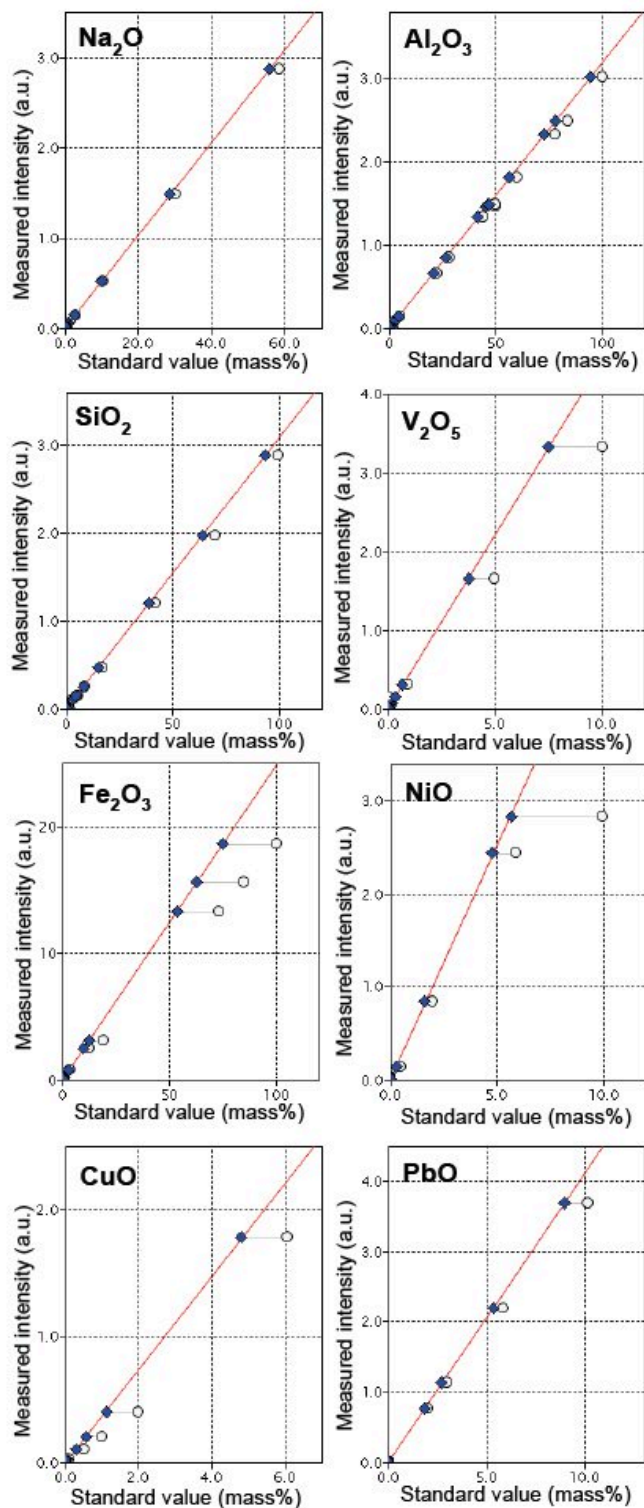 Na₂O
Measured intensity (a.u.)
3.0
2.0
1.0
0.0
0.0 20.0 40.0 60.0
Standard value (mass%)
Al₂O₃
Measured intensity (a.u.)
3.0
2.0
1.0
0.0
0 50 100
Standard value (mass%)
SiO₂
Measured intensity (a.u.)
3.0
2.0
1.0
0.0
0 50 100
Standard value (mass%)
V₂O₅
Measured intensity (a.u.)
4.0
3.0
2.0
1.0
0.0
0.0 5.0 10.0
Standard value (mass%)
Fe₂O₃
Measured intensity (a.u.)
20
10
0
0 50 100
Standard value (mass%)
NiO
Measured intensity (a.u.)
3.0
2.0
1.0
0.0
0.0 5.0 10.0
Standard value (mass%)
CuO
Measured intensity (a.u.)
2.0
1.0
0.0
0.0 2.0 4.0 6.0
Standard value (mass%)
PbO
Measured intensity (a.u.)
4.0
3.0
2.0
1.0
0.0
0.0 5.0 10.0
Standard value (mass%)